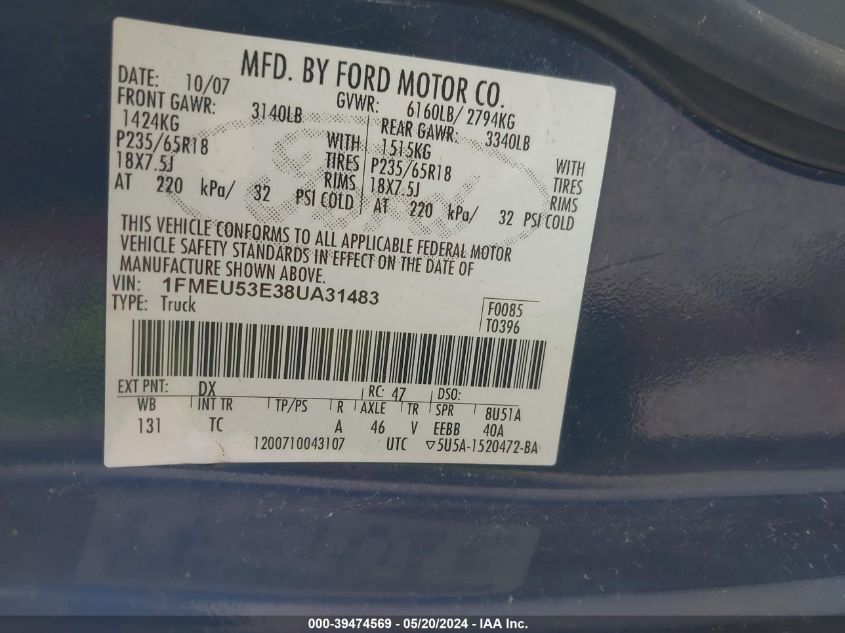 MFD. BY FORD MOTOR CO.
DATE: 10/07 GVWR: 6160LB/ 2794KG
FRONT GAWR: 3140LB REAR GAWR: 3340LB
1424KG WITH 1515KG WITH
P235/65R18 TIRES P235/65R18 TIRES
18X7.5J RIMS 18X7.5J RIMS
AT 220 kPa/ 32 PSI COLD AT 220 kPa/ 32 PSI COLD
Ford
THIS VEHICLE CONFORMS TO ALL APPLICABLE FEDERAL MOTOR
VEHICLE SAFETY STANDARDS IN EFFECT ON THE DATE OF
MANUFACTURE SHOWN ABOVE.
VIN: 1FMEU53E38UA31483
TYPE: Truck F0085
T0396
EXT PNT: DX RC: 47 DSO:
WB INT TR TP/PS R AXLE TR SPR 8U51A
131 TC A 46 V EEBB 40A
1200710043107 UTC ▽5U5A-1520472-BA
000-39474569 — 05/20/2024 — IAA Inc.